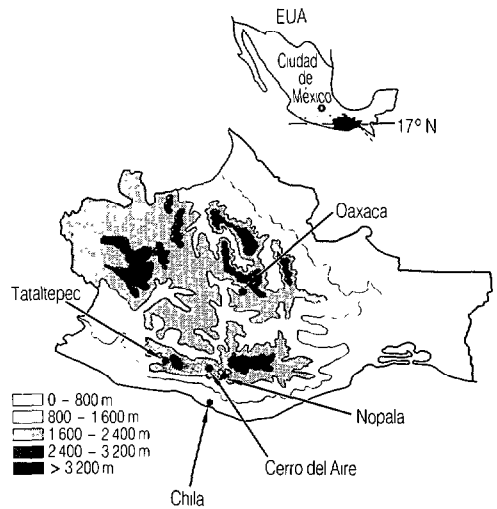 EUA
Ciudad
de
México
17° N
Oaxaca
Tataltepec
0 - 800 m
800 - 1 600 m
1 600 - 2 400 m
2 400 - 3 200 m
> 3 200 m
Nopala
Cerro del Aire
Chila